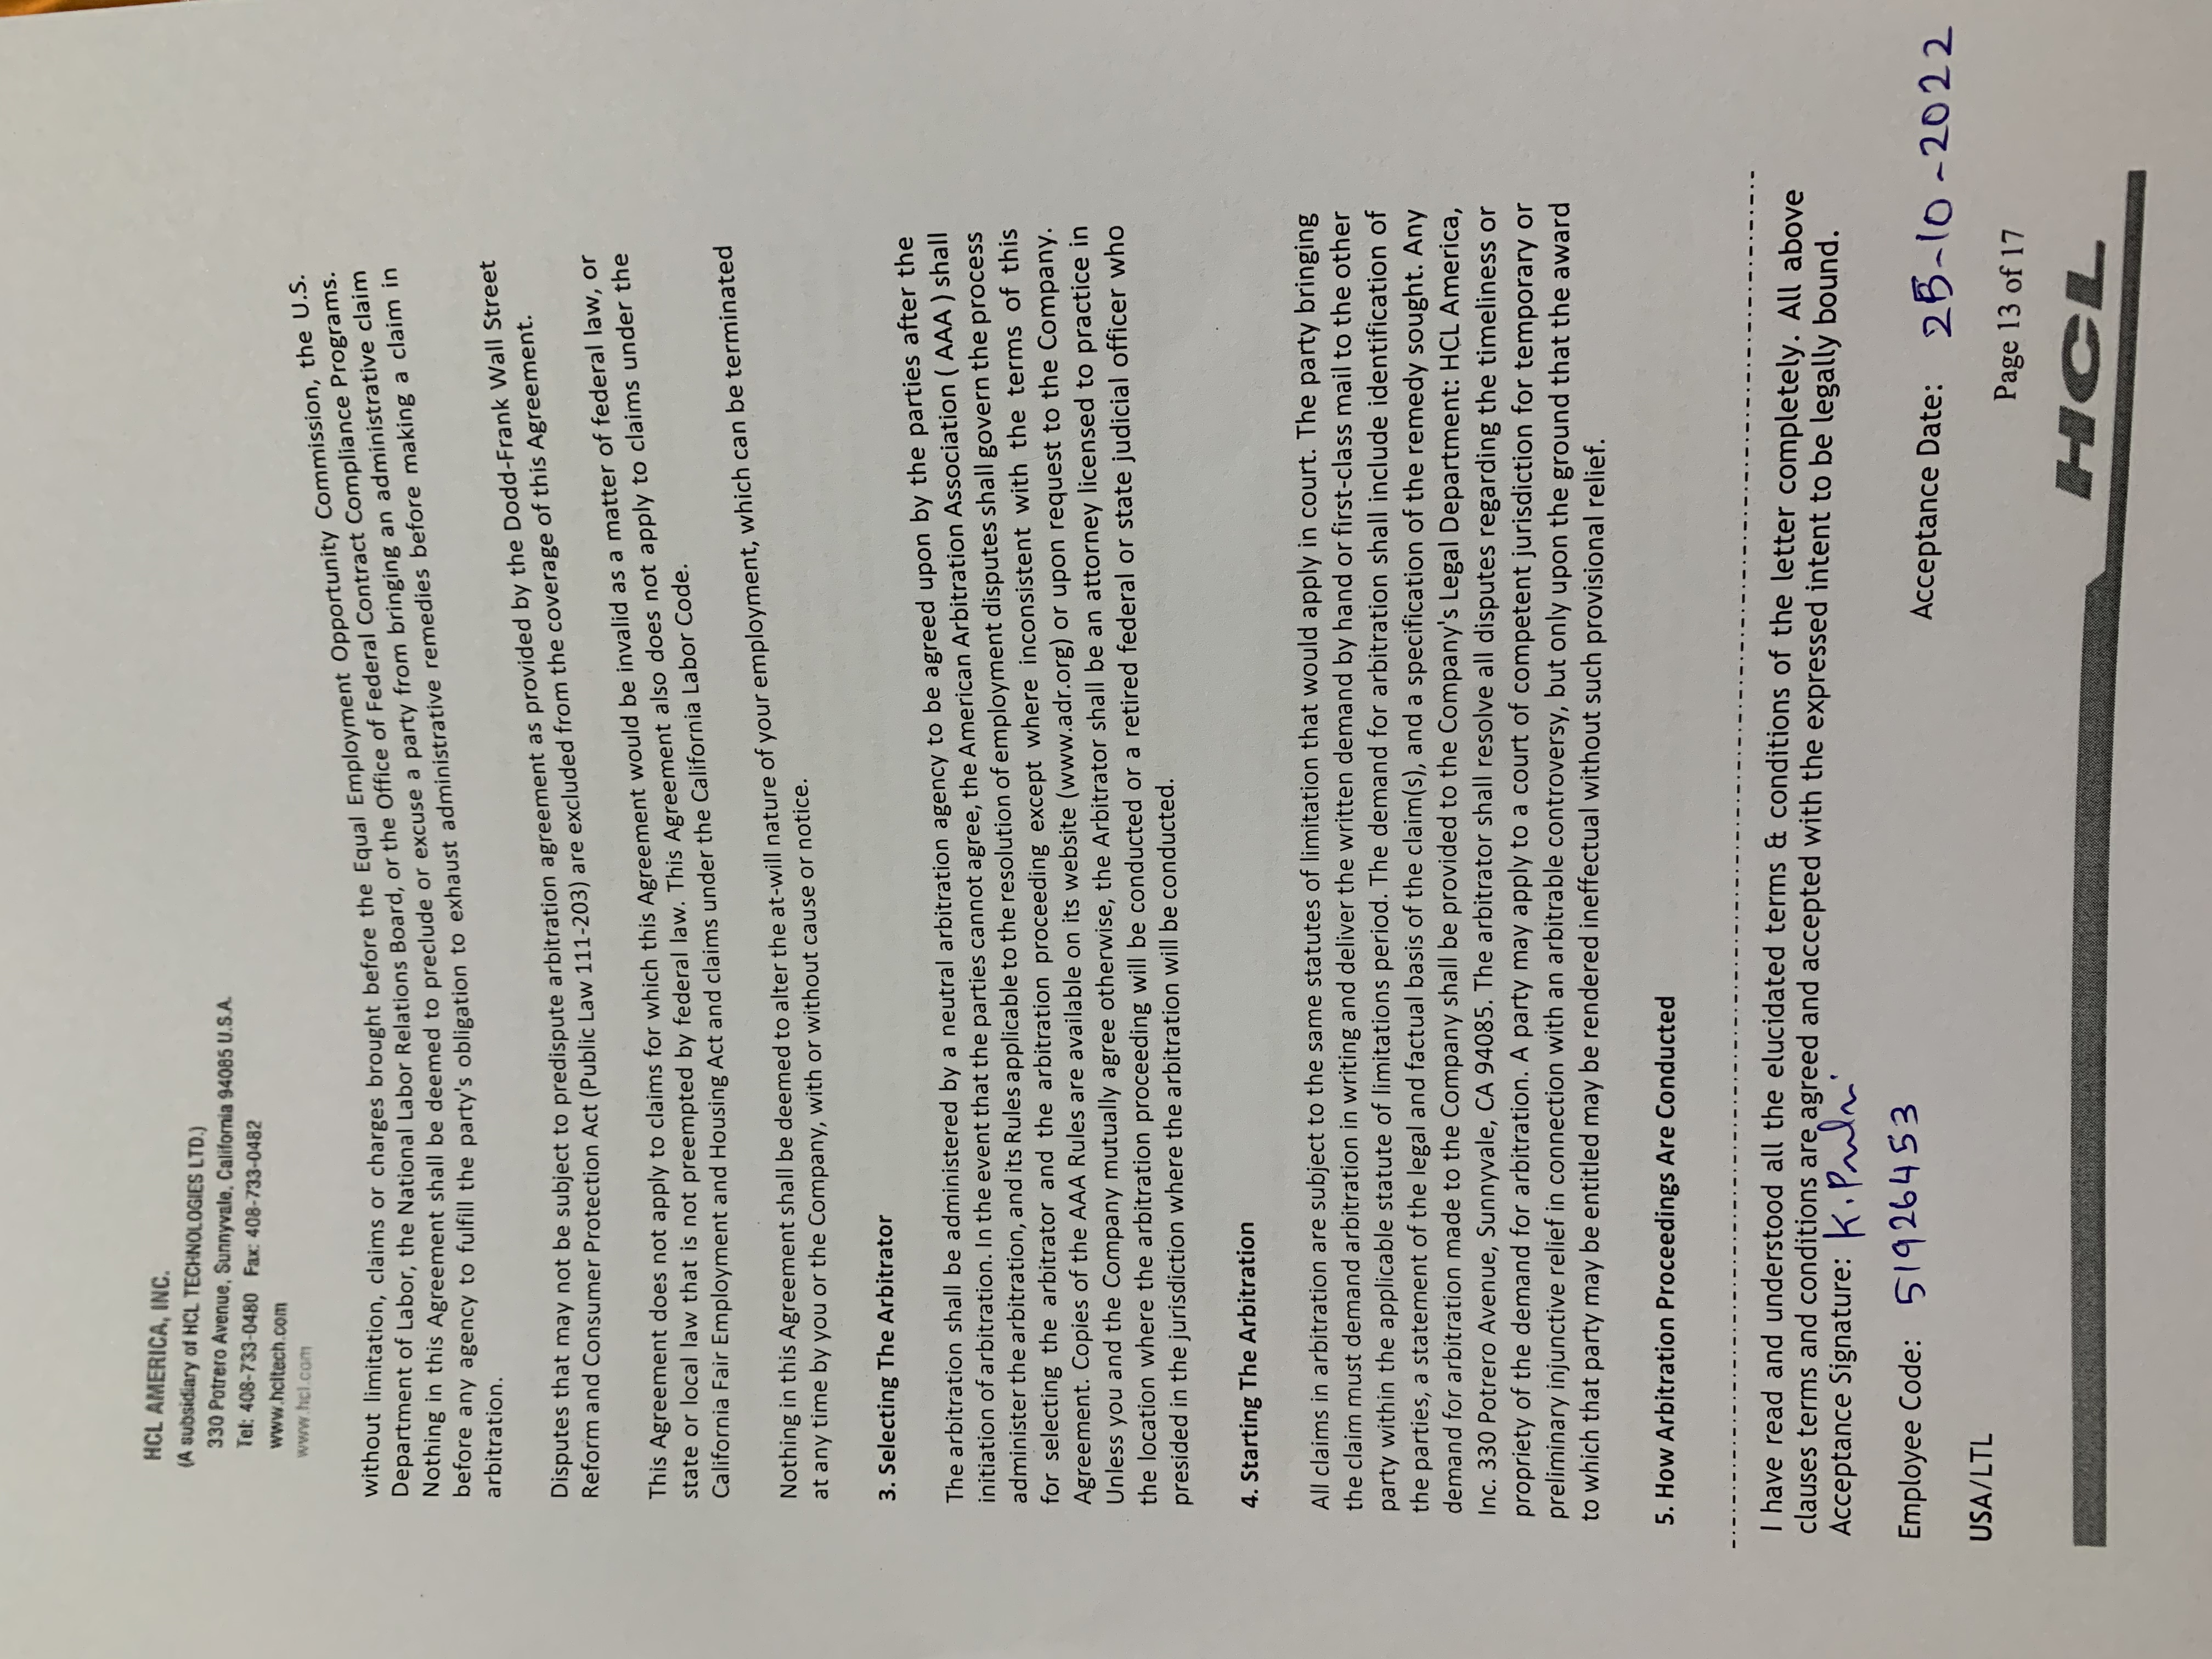 HCL AMERICA, INC.
(A subsidiary of HCL TECHNOLOGIES LTD.)
330 Potrero Avenue, Sunnyvale, California 94085 U.S.A.
Tel: 408-733-0480 Fax: 408-733-0482
www.hcltech.com
www.hcl.com
without limitation, claims or charges brought before the Equal Employment Opportunity Commission, the U.S.
Department of Labor, the National Labor Relations Board, or the Office of Federal Contract Compliance Programs.
Nothing in this Agreement shall be deemed to preclude or excuse a party from bringing an administrative claim
before any agency to fulfill the party's obligation to exhaust administrative remedies before making a claim in
arbitration.
Disputes that may not be subject to predispute arbitration agreement as provided by the Dodd-Frank Wall Street
Reform and Consumer Protection Act (Public Law 111-203) are excluded from the coverage of this Agreement.
This Agreement does not apply to claims for which this Agreement would be invalid as a matter of federal law, or
state or local law that is not preempted by federal law. This Agreement also does not apply to claims under the
California Fair Employment and Housing Act and claims under the California Labor Code.
Nothing in this Agreement shall be deemed to alter the at-will nature of your employment, which can be terminated
at any time by you or the Company, with or without cause or notice.
3. Selecting The Arbitrator
The arbitration shall be administered by a neutral arbitration agency to be agreed upon by the parties after the
initiation of arbitration. In the event that the parties cannot agree, the American Arbitration Association ( AAA ) shall
administer the arbitration, and its Rules applicable to the resolution of employment disputes shall govern the process
for selecting the arbitrator and the arbitration proceeding except where inconsistent with the terms of this
Agreement. Copies of the AAA Rules are available on its website (www.adr.org) or upon request to the Company.
Unless you and the Company mutually agree otherwise, the Arbitrator shall be an attorney licensed to practice in
the location where the arbitration proceeding will be conducted or a retired federal or state judicial officer who
presided in the jurisdiction where the arbitration will be conducted.
4. Starting The Arbitration
All claims in arbitration are subject to the same statutes of limitation that would apply in court. The party bringing
the claim must demand arbitration in writing and deliver the written demand by hand or first-class mail to the other
party within the applicable statute of limitations period. The demand for arbitration shall include identification of
the parties, a statement of the legal and factual basis of the claim(s), and a specification of the remedy sought. Any
demand for arbitration made to the Company shall be provided to the Company's Legal Department: HCL America,
Inc. 330 Potrero Avenue, Sunnyvale, CA 94085. The arbitrator shall resolve all disputes regarding the timeliness or
propriety of the demand for arbitration. A party may apply to a court of competent jurisdiction for temporary or
preliminary injunctive relief in connection with an arbitrable controversy, but only upon the ground that the award
to which that party may be entitled may be rendered ineffectual without such provisional relief.
5. How Arbitration Proceedings Are Conducted
I have read and understood all the elucidated terms & conditions of the letter completely. All above
clauses terms and conditions are agreed and accepted with the expressed intent to be legally bound.
Acceptance Signature: K.
Employee Code: 51926453
Acceptance Date: 25-10-2022
USA/LTL
Page 13 of 17
HCL